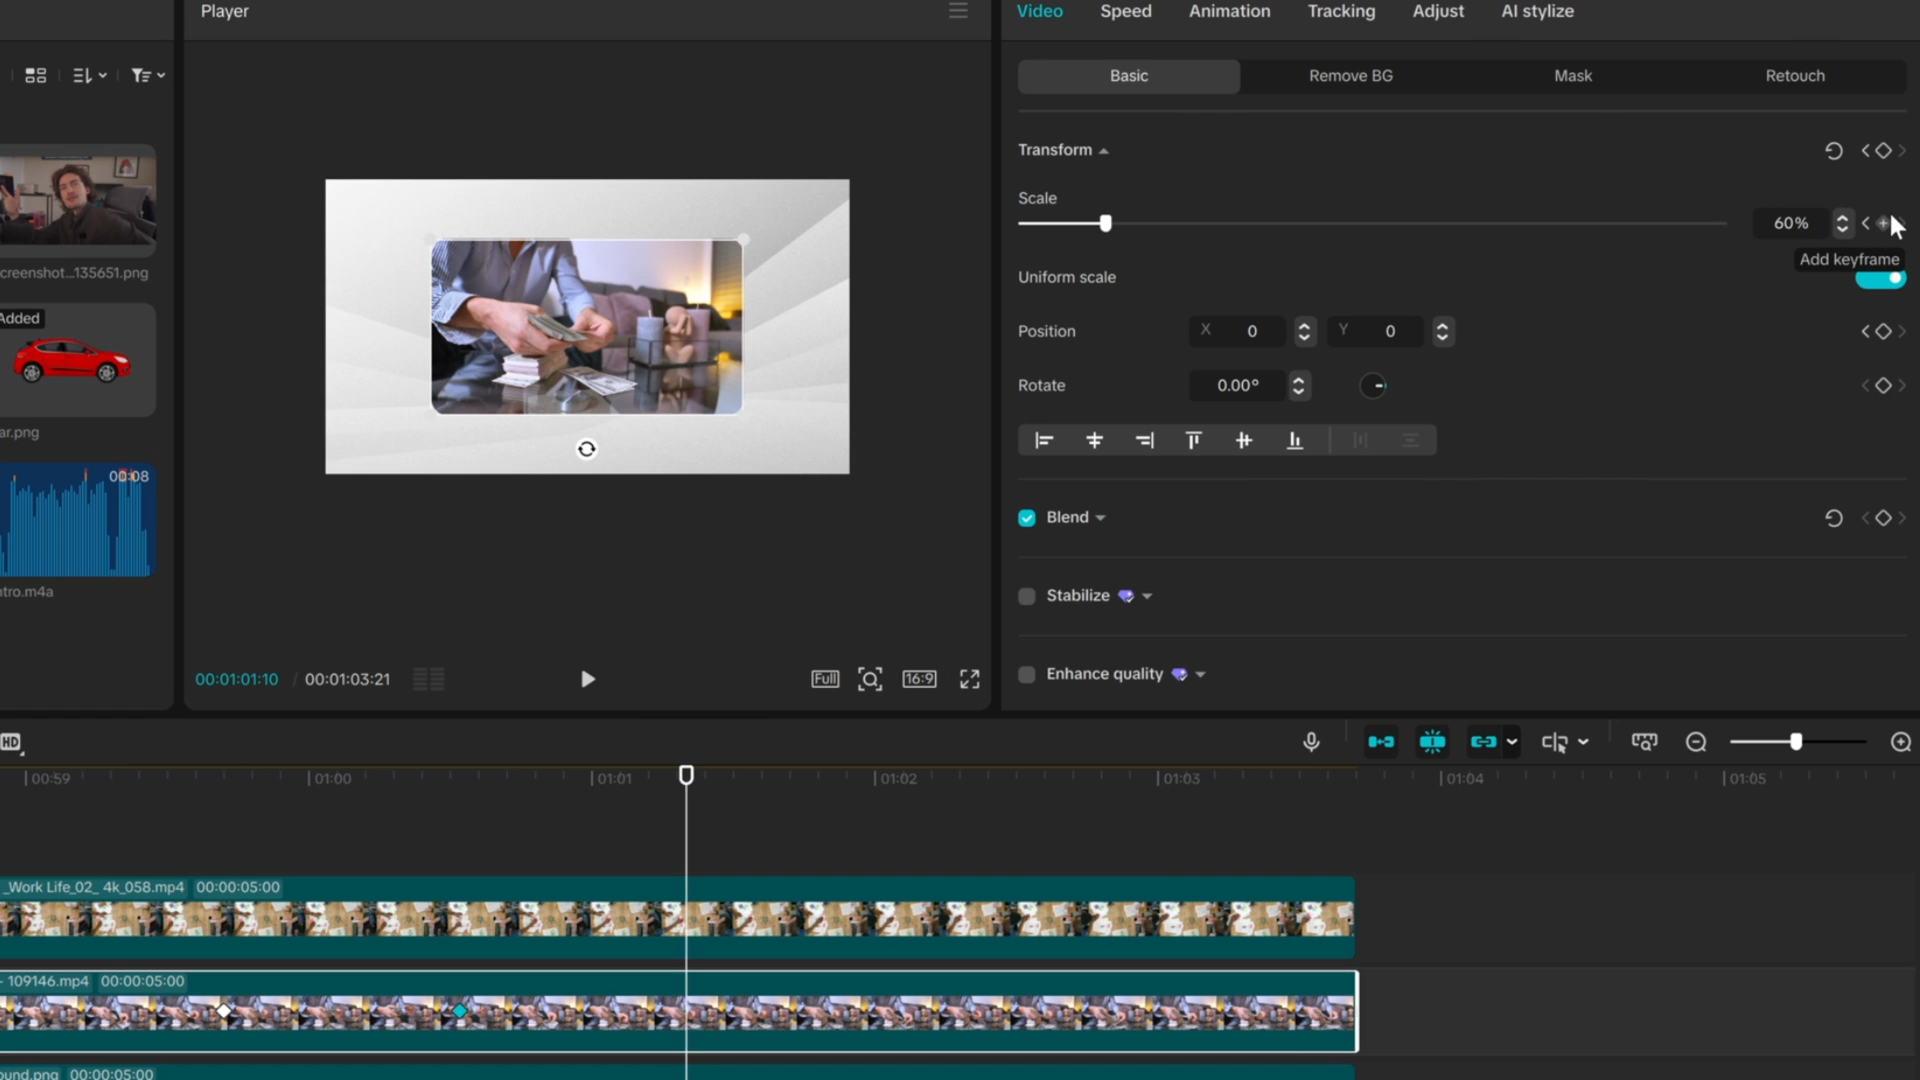 Player
Video Speed Animation Tracking Adjust AI stylize
Basic Remove BG Mask Retouch
Transform
Scale
60%
Add keyframe
Uniform scale
Position X 0 Y 0
Rotate 0.00°
Blend
Stabilize
Enhance quality
creenshot...135651.png
Added
ar.png
00:08
ntro.m4a
00:01:01:10 / 00:01:03:21
Full 16:9
HD
00:59 01:00 01:01 01:02 01:03 01:04 01:05
_Work Life_02_ 4k_058.mp4 00:00:05:00
- 109146.mp4 00:00:05:00
ound.png 00:00:05:00